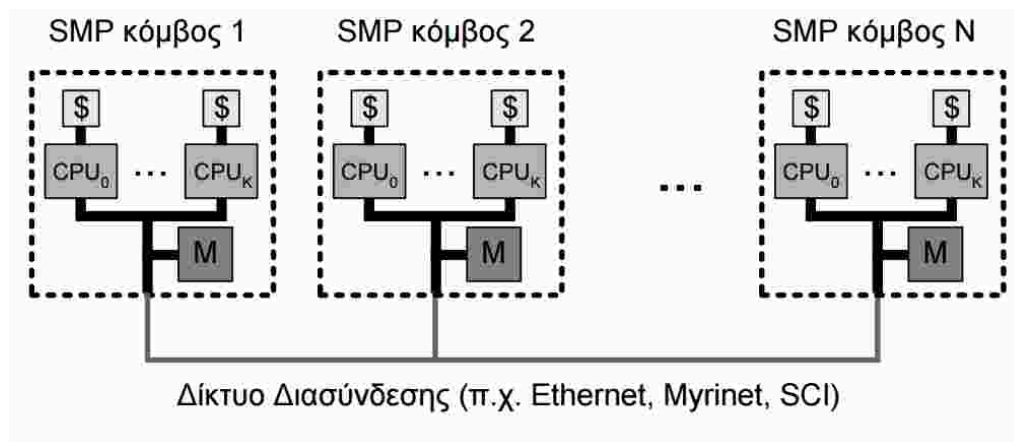 SMP κόμβος 1 SMP κόμβος 2 SMP κόμβος N
$ $ $ $ $ $
CPU0 ... CPUK CPU0 ... CPUK ... CPU0 ... CPUK
M M M
Δίκτυο Διασύνδεσης (π.χ. Ethernet, Myrinet, SCI)